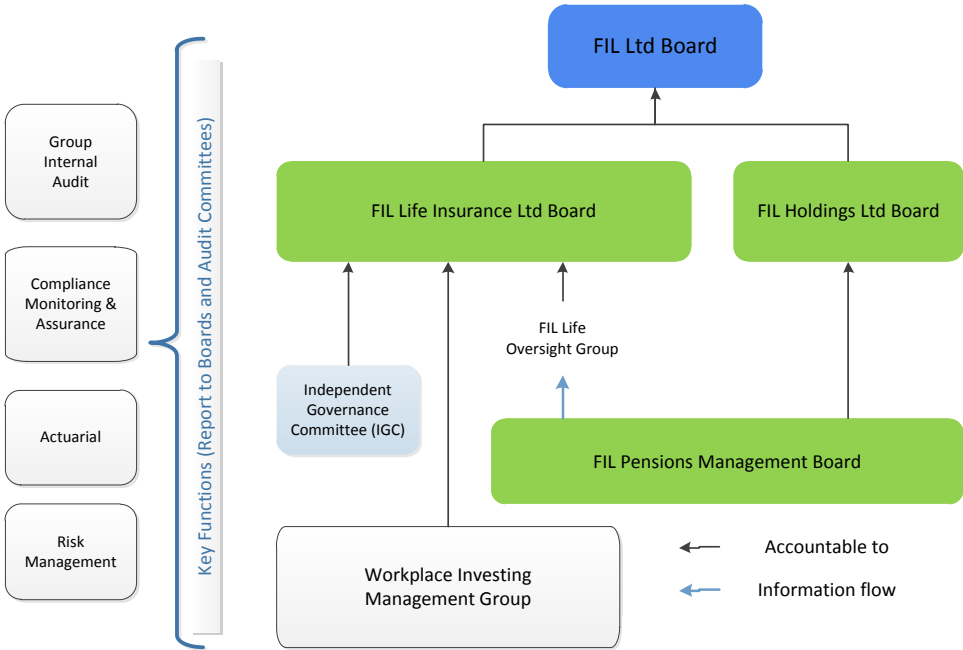 Group
Internal
Audit
Compliance
Monitoring &
Assurance
Actuarial
Risk
Management
Key Functions (Report to Boards and Audit Committees)
FIL Ltd Board
FIL Life Insurance Ltd Board
FIL Holdings Ltd Board
FIL Life
Oversight Group
Independent
Governance
Committee (IGC)
FIL Pensions Management Board
Workplace Investing
Management Group
Accountable to
Information flow